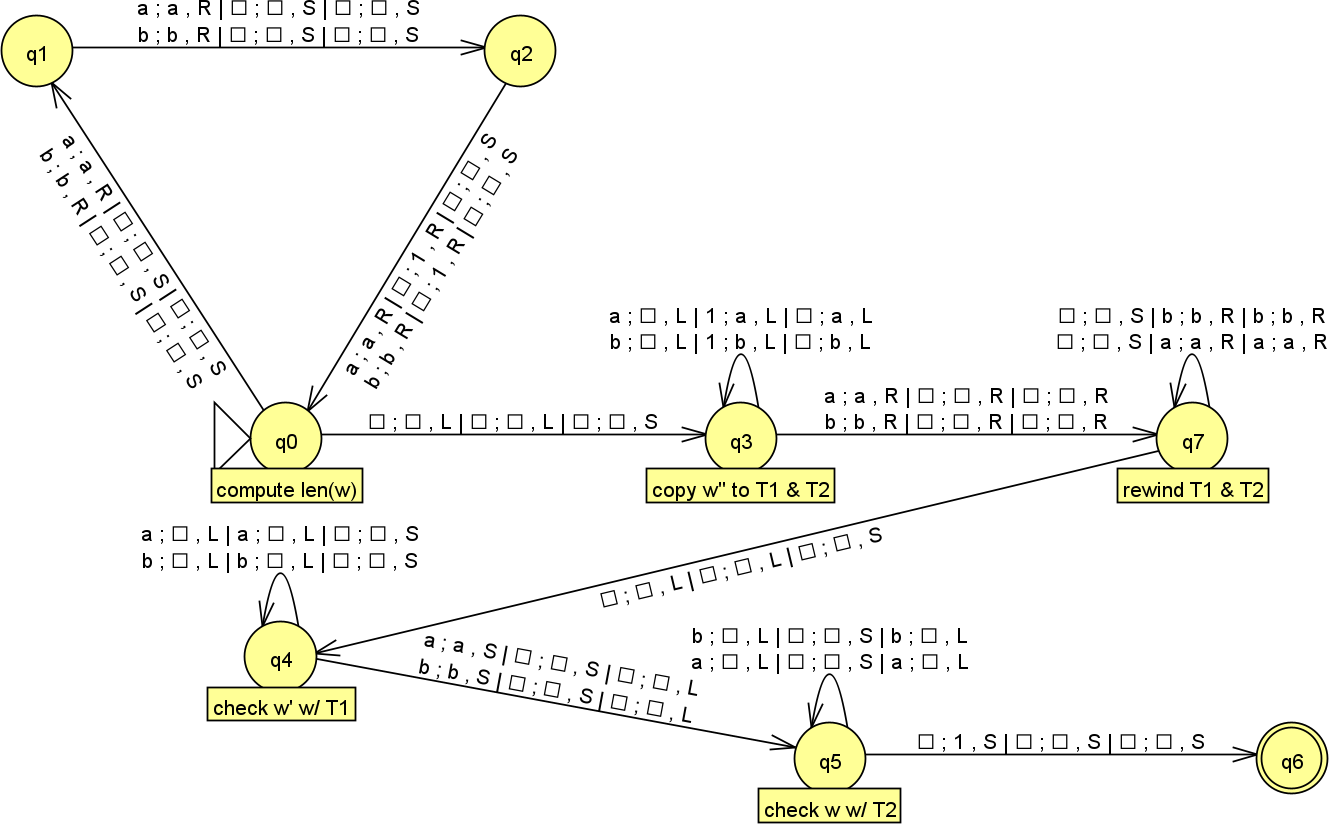 a ; a , R | □ ; □ , S | □ ; □ , S
b ; b , R | □ ; □ , S | □ ; □ , S
q1
q2
a ; a , R | □ ; □ , S | □ ; □ , S
b ; b , R | □ ; □ , S | □ ; □ , S
a ; a , R | □ ; 1 , R | □ ; □ , S
b ; b , R | □ ; 1 , R | □ ; □ , S
a ; □ , L | 1 ; a , L | □ ; a , L
b ; □ , L | 1 ; b , L | □ ; b , L
□ ; □ , S | b ; b , R | b ; b , R
□ ; □ , S | a ; a , R | a ; a , R
□ ; □ , L | □ ; □ , L | □ ; □ , S
a ; a , R | □ ; □ , R | □ ; □ , R
b ; b , R | □ ; □ , R | □ ; □ , R
q0
q3
q7
compute len(w)
copy w" to T1 & T2
rewind T1 & T2
a ; □ , L | a ; □ , L | □ ; □ , S
b ; □ , L | b ; □ , L | □ ; □ , S
□ ; □ , L | □ ; □ , L | □ ; □ , S
q4
check w' w/ T1
a ; a , S | □ ; □ , S | □ ; □ , L
b ; b , S | □ ; □ , S | □ ; □ , L
b ; □ , L | □ ; □ , S | b ; □ , L
a ; □ , L | □ ; □ , S | a ; □ , L
□ ; 1 , S | □ ; □ , S | □ ; □ , S
q5
q6
check w w/ T2